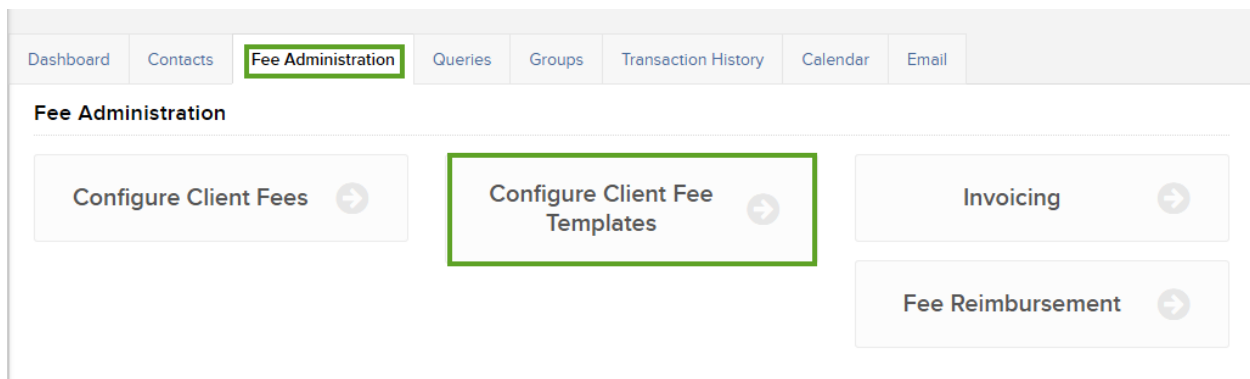 Dashboard Contacts Fee Administration Queries Groups Transaction History Calendar Email
Fee Administration
Configure Client Fees
Configure Client Fee
Templates
Invoicing
Fee Reimbursement